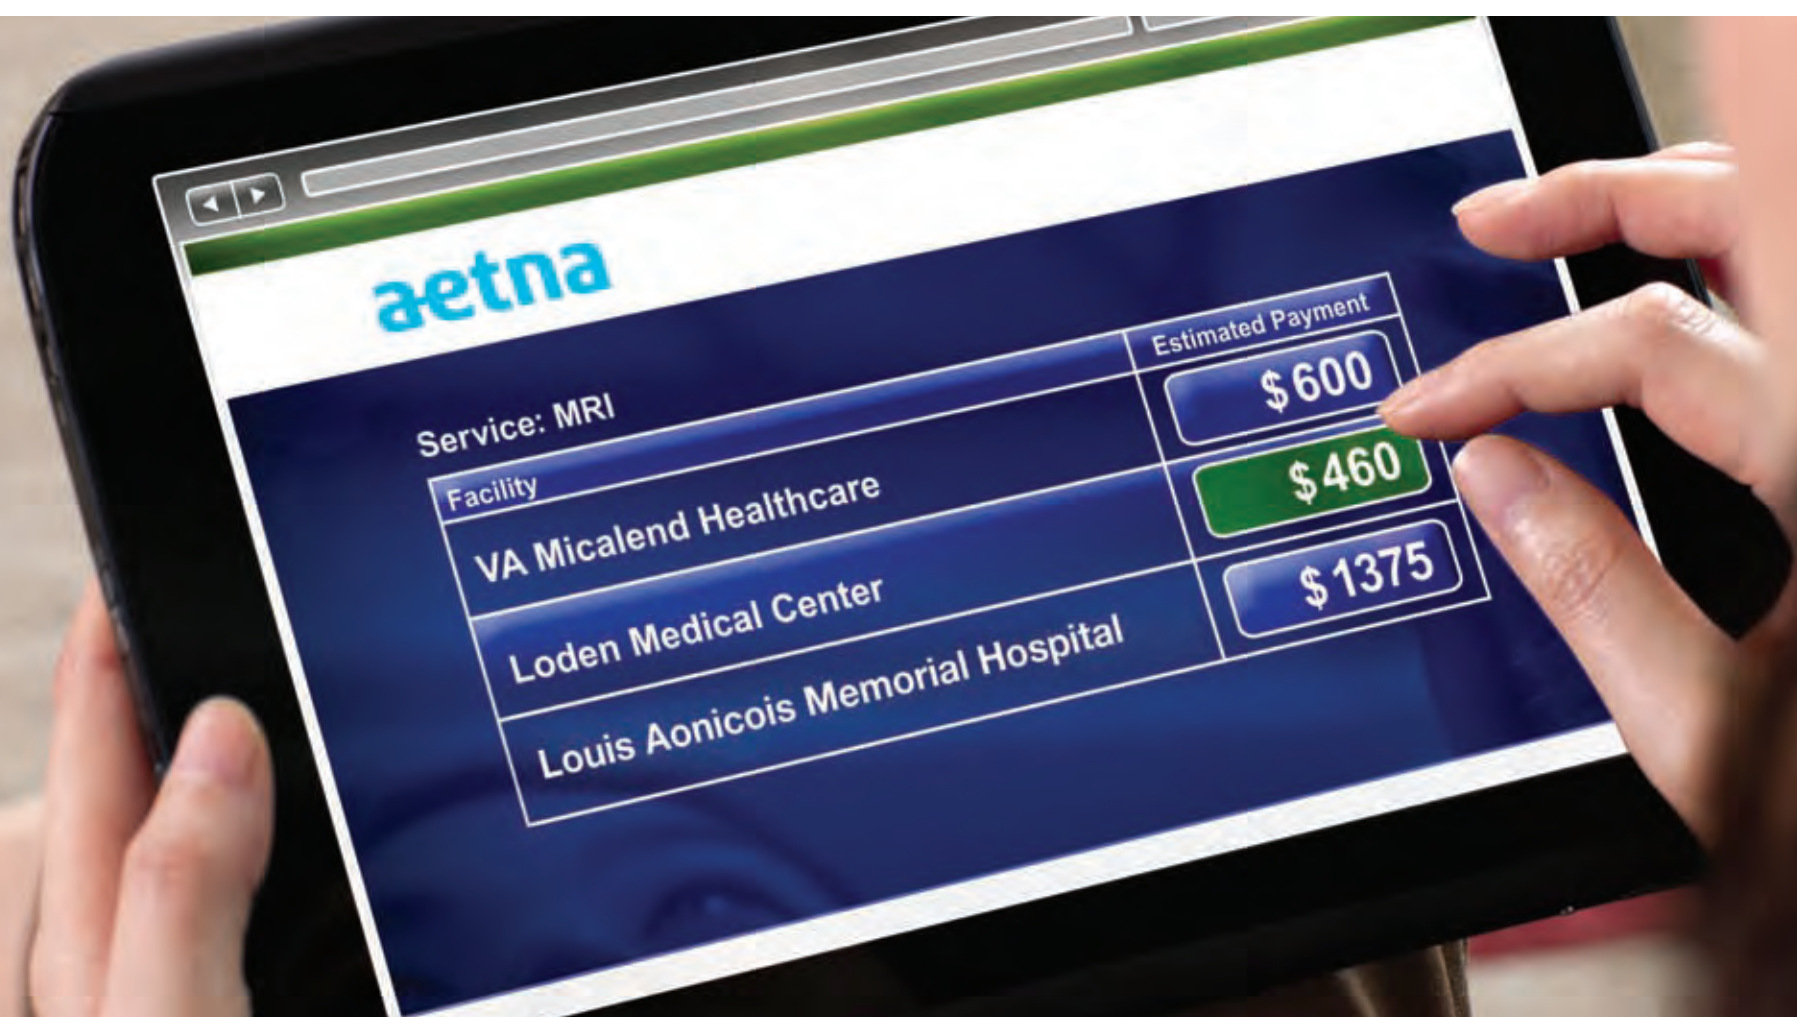 aetna
Service: MRI
Facility Estimated Payment
VA Micalend Healthcare $600
Loden Medical Center $460
Louis Aonicois Memorial Hospital $1375